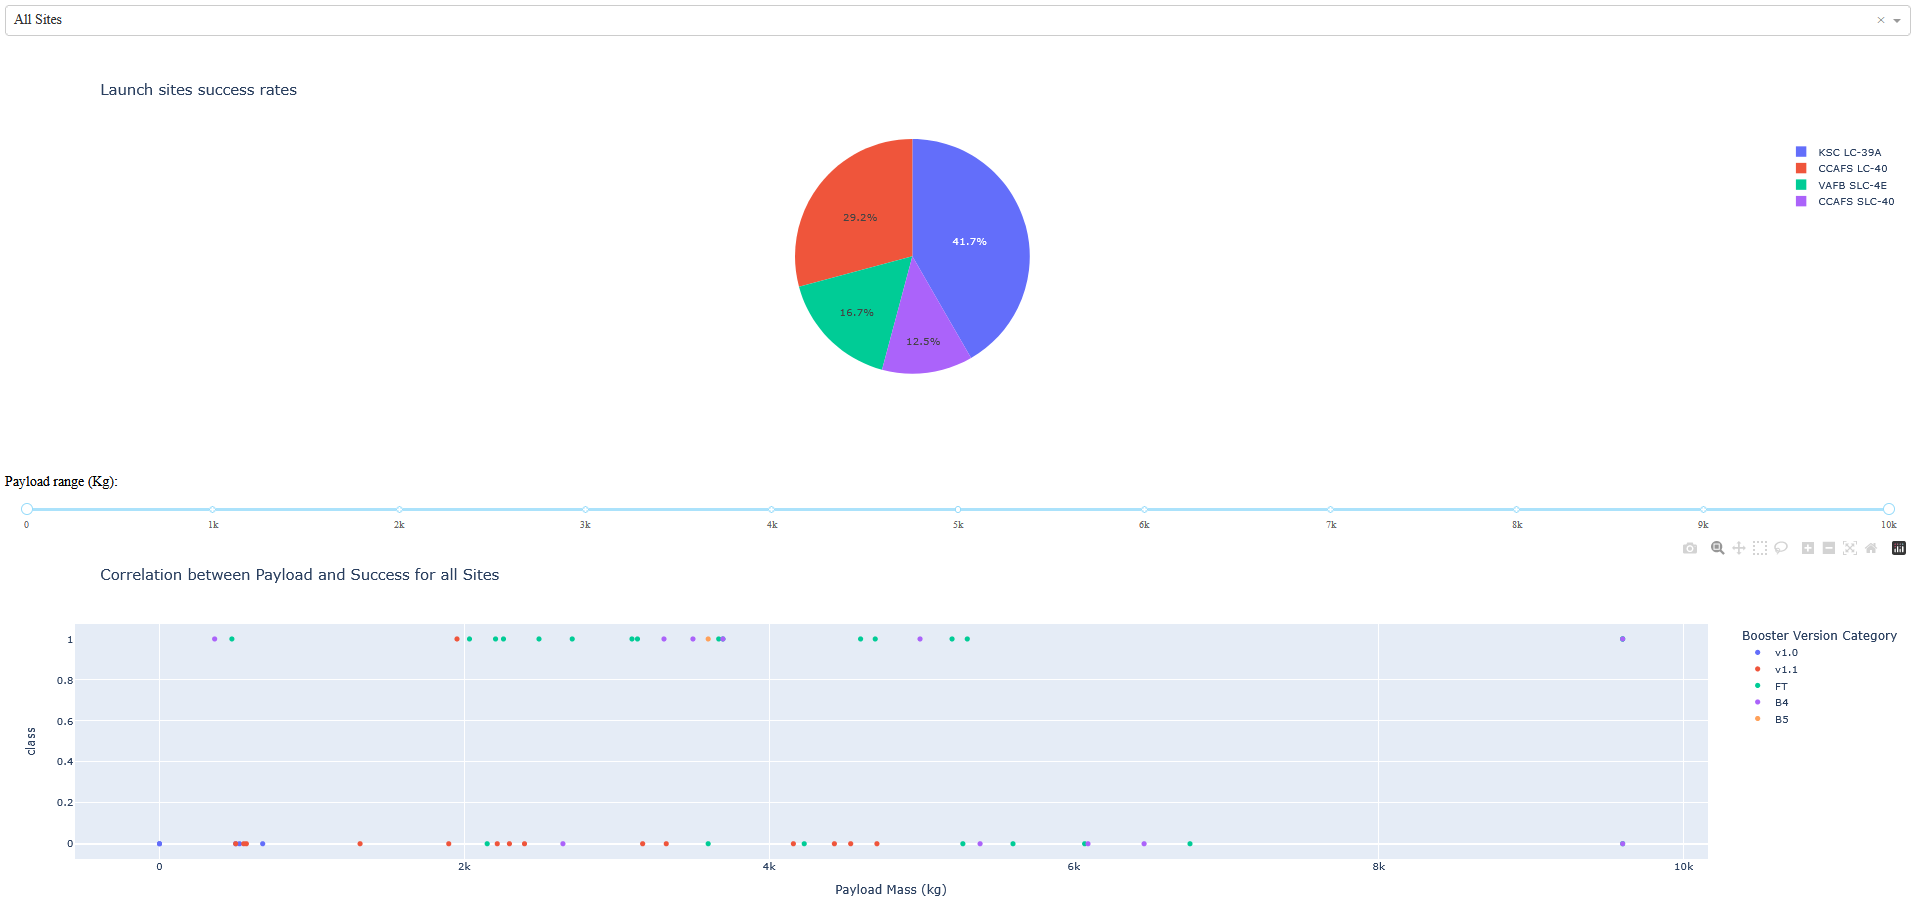 All Sites
Launch sites success rates
KSC LC-39A
CCAFS LC-40
VAFB SLC-4E
CCAFS SLC-40
29.2%
41.7%
16.7%
12.5%
Payload range (Kg):
0 1k 2k 3k 4k 5k 6k 7k 8k 9k 10k
Correlation between Payload and Success for all Sites
Booster Version Category
v1.0
v1.1
FT
B4
B5
class
1
0.8
0.6
0.4
0.2
0
0 2k 4k 6k 8k 10k
Payload Mass (kg)